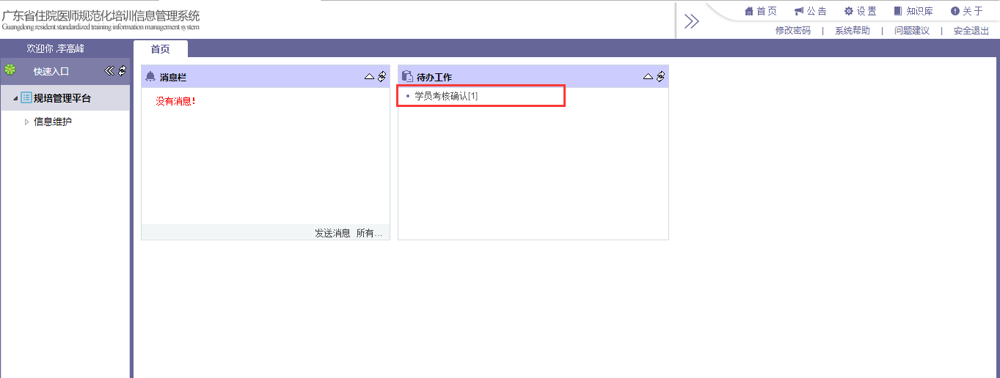 广东省住院医师规范化培训信息管理系统
Guangdong resident standardized training information management system
首页 公告 设置 知识库 关于
修改密码 | 系统帮助 | 问题建议 | 安全退出
欢迎你 ,李高峰
首页
快速入口
消息栏
待办工作
规培管理平台
没有消息!
学员考核确认[1]
信息维护
发送消息 所有...